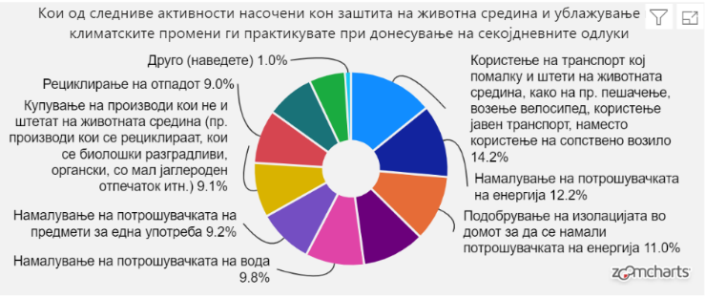 Кои од следниве активности насочени кон заштита на животна средина и ублажување
климатските промени ги практикувате при донесување на секојдневните одлуки
Друго (наведете) 1.0%
Рециклирање на отпадот 9.0%
Купување на производи кои не и
штетат на животната средина (пр.
производи кои се рециклираат, кои
се биолошки разградливи,
органски, со мал јаглероден
отпечаток итн.) 9.1%
Намалување на потрошувачката на
предмети за една употреба 9.2%
Намалување на потрошувачката на вода
9.8%
Користење на транспорт кој
помалку и штети на животната
средина, како на пр. пешачење,
возење велосипед, користење
јавен транспорт, наместо
користење на сопствено возило
14.2%
Намалување на потрошувачката
на енергија 12.2%
Подобрување на изолацијата во
домот за да се намали
потрошувачката на енергија 11.0%
zoomcharts